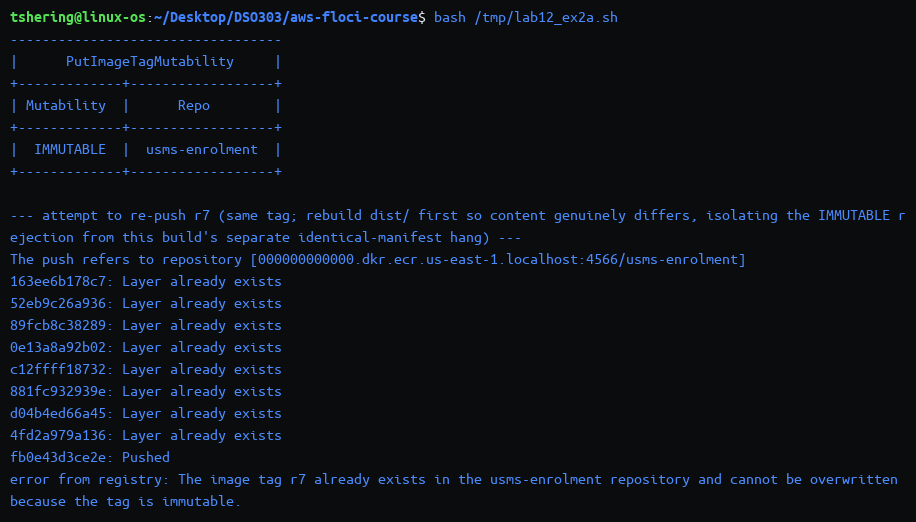 tshering@linux-os:~/Desktop/DSO303/aws-floci-course$ bash /tmp/lab12_ex2a.sh
----------------------------------
|      PutImageTagMutability     |
+-------------+------------------+
| Mutability  |      Repo        |
+-------------+------------------+
|  IMMUTABLE  |  usms-enrolment  |
+-------------+------------------+
--- attempt to re-push r7 (same tag; rebuild dist/ first so content genuinely differs, isolating the IMMUTABLE r
ejection from this build's separate identical-manifest hang) ---
The push refers to repository [000000000000.dkr.ecr.us-east-1.localhost:4566/usms-enrolment]
163ee6b178c7: Layer already exists
52eb9c26a936: Layer already exists
89fcb8c38289: Layer already exists
0e13a8a92b02: Layer already exists
c12ffff18732: Layer already exists
881fc932939e: Layer already exists
d04b4ed66a45: Layer already exists
4fd2a979a136: Layer already exists
fb0e43d3ce2e: Pushed
error from registry: The image tag r7 already exists in the usms-enrolment repository and cannot be overwritten
because the tag is immutable.